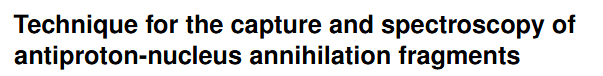 Technique for the capture and spectroscopy of
antiproton-nucleus annihilation fragments